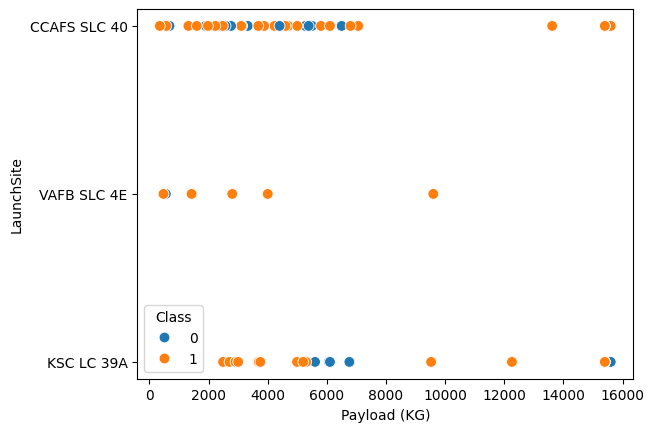 CCAFS SLC 40
VAFB SLC 4E
KSC LC 39A
LaunchSite
Class
0
1
0 2000 4000 6000 8000 10000 12000 14000 16000
Payload (KG)